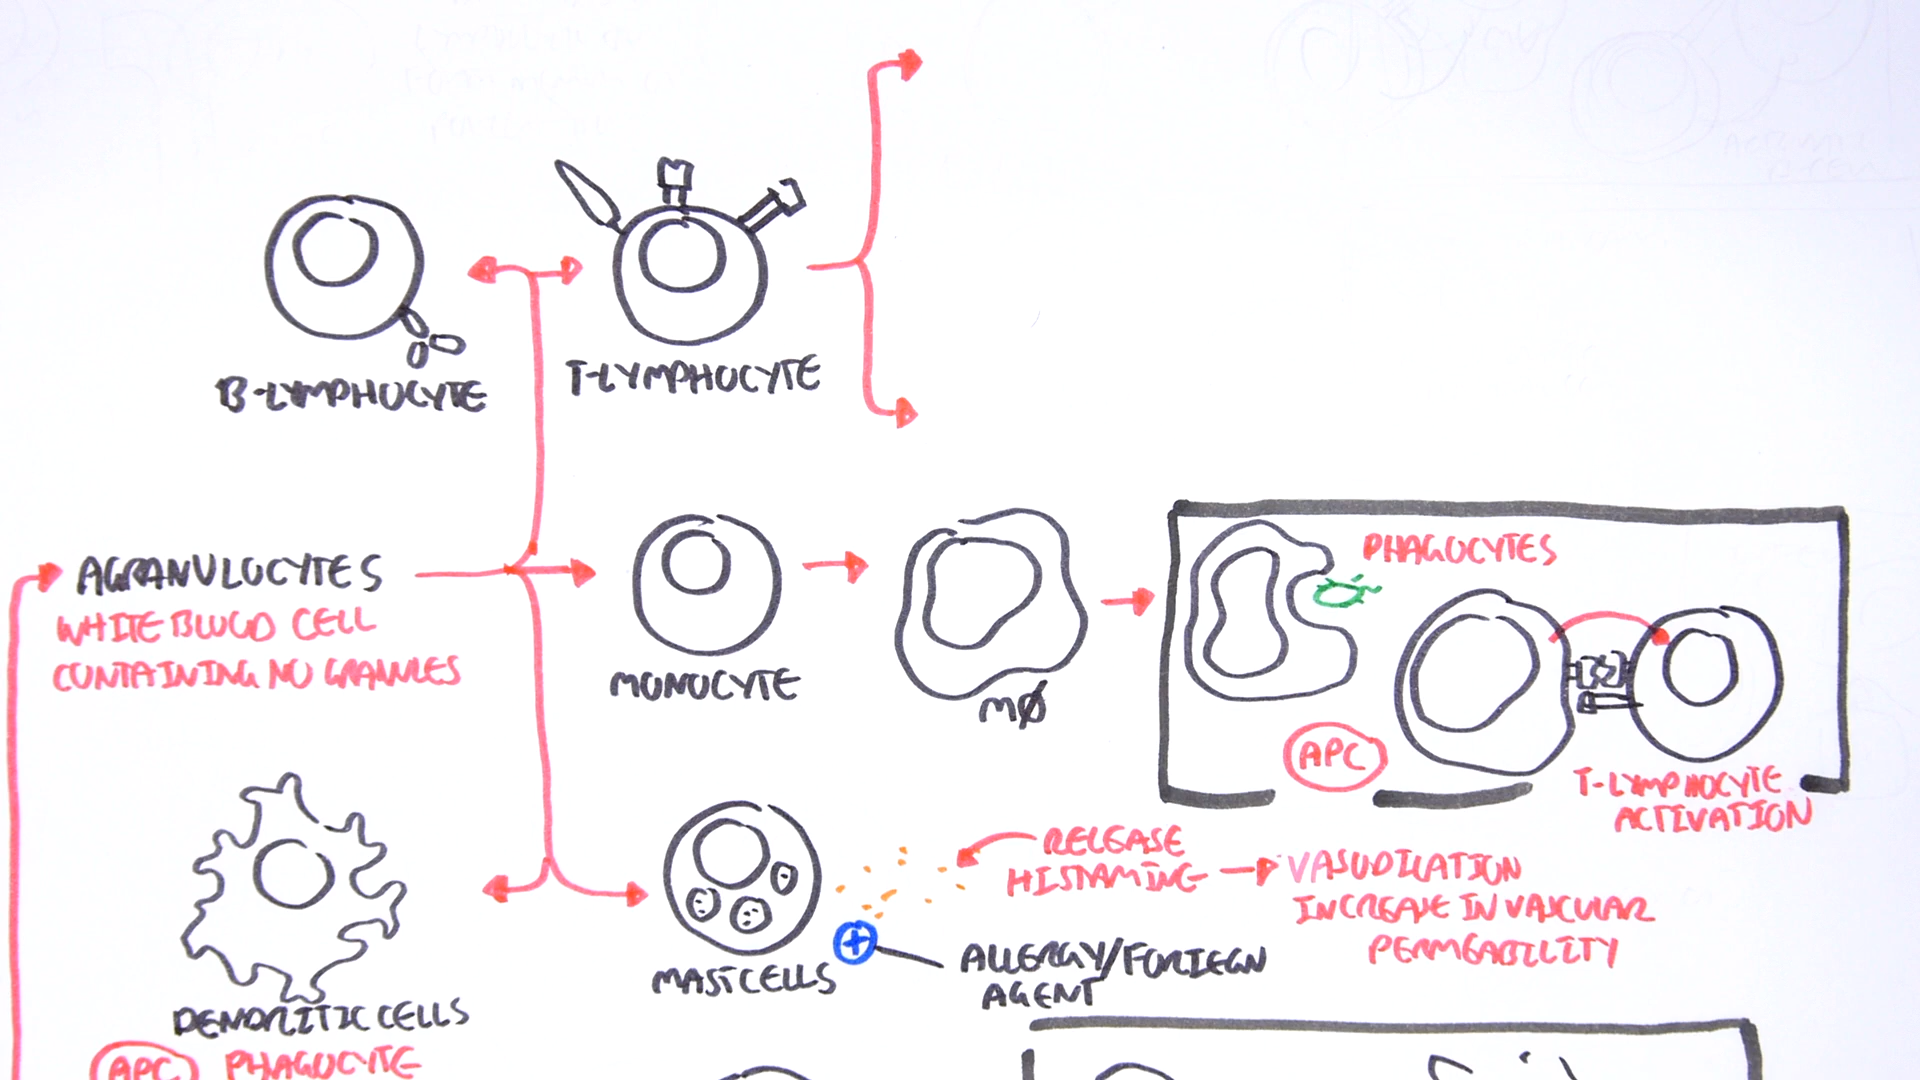 B-LYMPHOCYTE
T-LYMPHOCYTE
AGRANULOCYTES
WHITE BLOOD CELL
CONTAINING NO GRANULES
MONOCYTE
MØ
PHAGOCYTES
APC
T-LYMPHOCYTE
ACTIVATION
DENDRITIC CELLS
APC PHAGOCYTE
MAST CELLS
+
RELEASE
HISTAMINE
VASODILATION
INCREASE IN VASCULAR
PERMEABILITY
ALLERGY/FORIEGN
AGENT